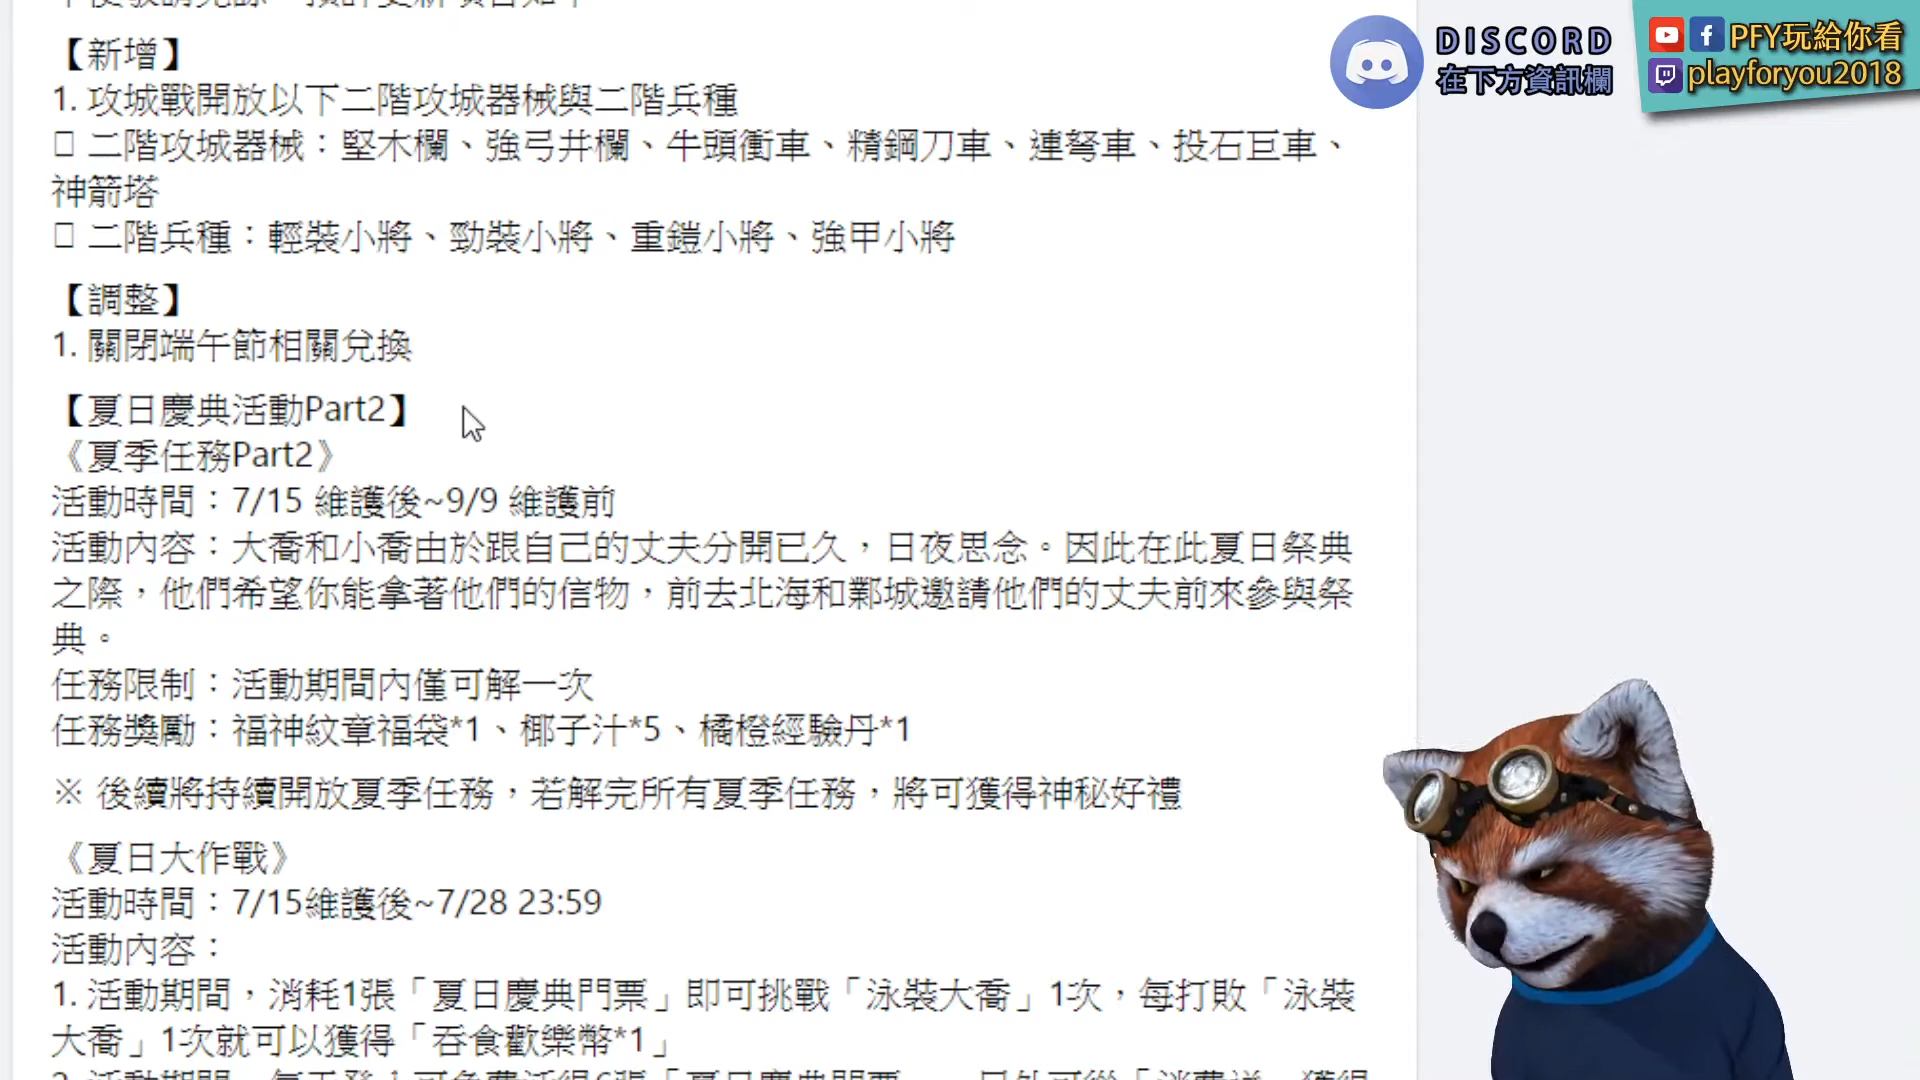 【新增】
1. 攻城戰開放以下二階攻城器械與二階兵種
二階攻城器械：堅木欄、強弓井欄、牛頭衝車、精鋼刀車、連弩車、投石巨車、
神箭塔
二階兵種：輕裝小將、勁裝小將、重鎧小將、強甲小將
【調整】
1. 關閉端午節相關兌換
【夏日慶典活動Part2】
《夏季任務Part2》
活動時間：7/15 維護後~9/9 維護前
活動內容：大喬和小喬由於跟自己的丈夫分開已久，日夜思念。因此在此夏日祭典
之際，他們希望你能拿著他們的信物，前去北海和鄴城邀請他們的丈夫前來參與祭
典。
任務限制：活動期間內僅可解一次
任務獎勵：福神紋章福袋*1、椰子汁*5、橘橙經驗丹*1
※ 後續將持續開放夏季任務，若解完所有夏季任務，將可獲得神秘好禮
《夏日大作戰》
活動時間：7/15維護後~7/28 23:59
活動內容：
1. 活動期間，消耗1張「夏日慶典門票」即可挑戰「泳裝大喬」1次，每打敗「泳裝
大喬」1次就可以獲得「吞食歡樂幣*1」
DISCORD
在下方資訊欄
PFY玩給你看
playforyou2018